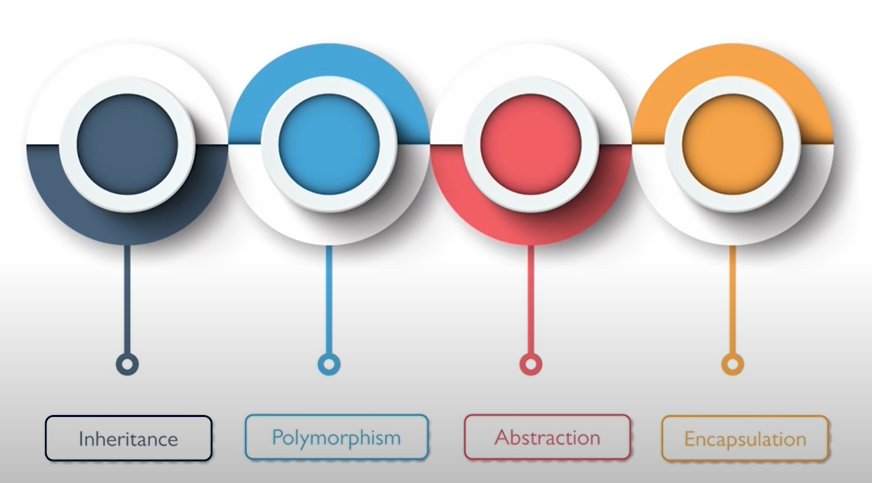 Inheritance
Polymorphism
Abstraction
Encapsulation